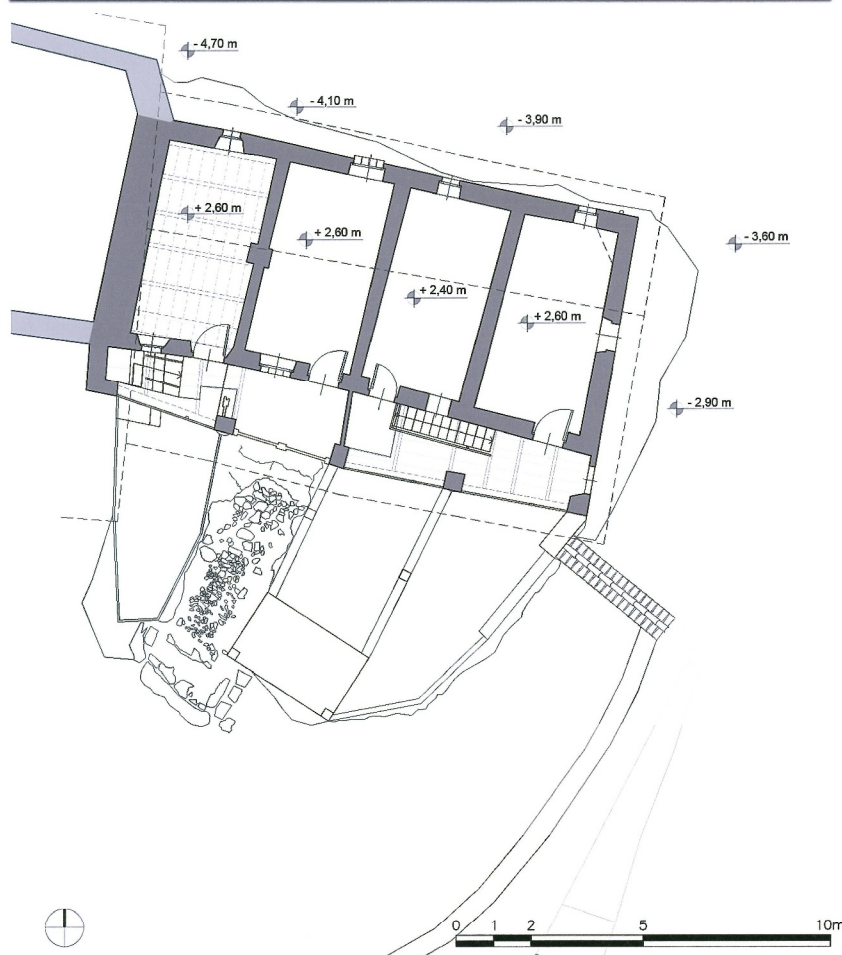 - 4,70 m
- 4,10 m
- 3,90 m
+ 2,60 m
+ 2,60 m
- 3,60 m
+ 2,40 m
+ 2,60 m
- 2,90 m
0 1 2 5 10m